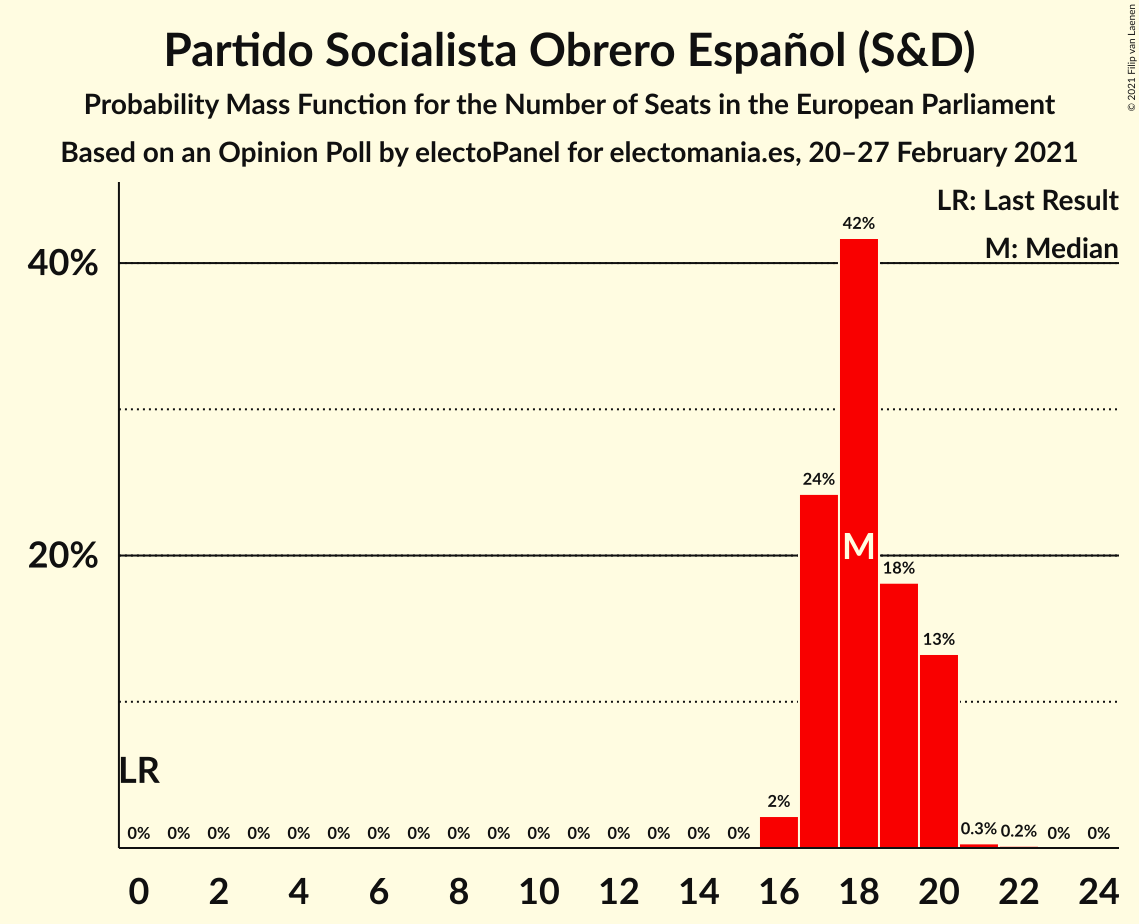 Partido Socialista Obrero Español (S&D)
Probability Mass Function for the Number of Seats in the European Parliament
Based on an Opinion Poll by electoPanel for electomania.es, 20–27 February 2021
© 2021 Filip van Laenen
LR: Last Result
M: Median
42%
40%
24%
20%
M
18%
13%
LR
2%
0% 0% 0% 0% 0% 0% 0% 0% 0% 0% 0% 0% 0% 0% 0% 0% 0.3% 0.2% 0% 0%
0 2 4 6 8 10 12 14 16 18 20 22 24